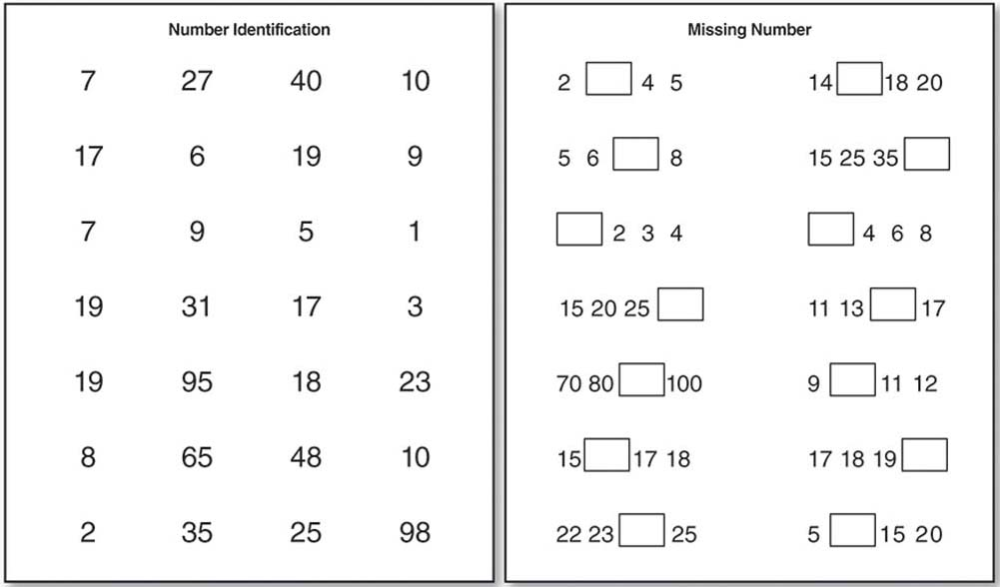 Number Identification
7 27 40 10
17 6 19 9
7 9 5 1
19 31 17 3
19 95 18 23
8 65 48 10
2 35 25 98
Missing Number
2 4 5
14 18 20
5 6 8
15 25 35
2 3 4
4 6 8
15 20 25
11 13 17
70 80 100
9 11 12
15 17 18
17 18 19
22 23 25
5 15 20